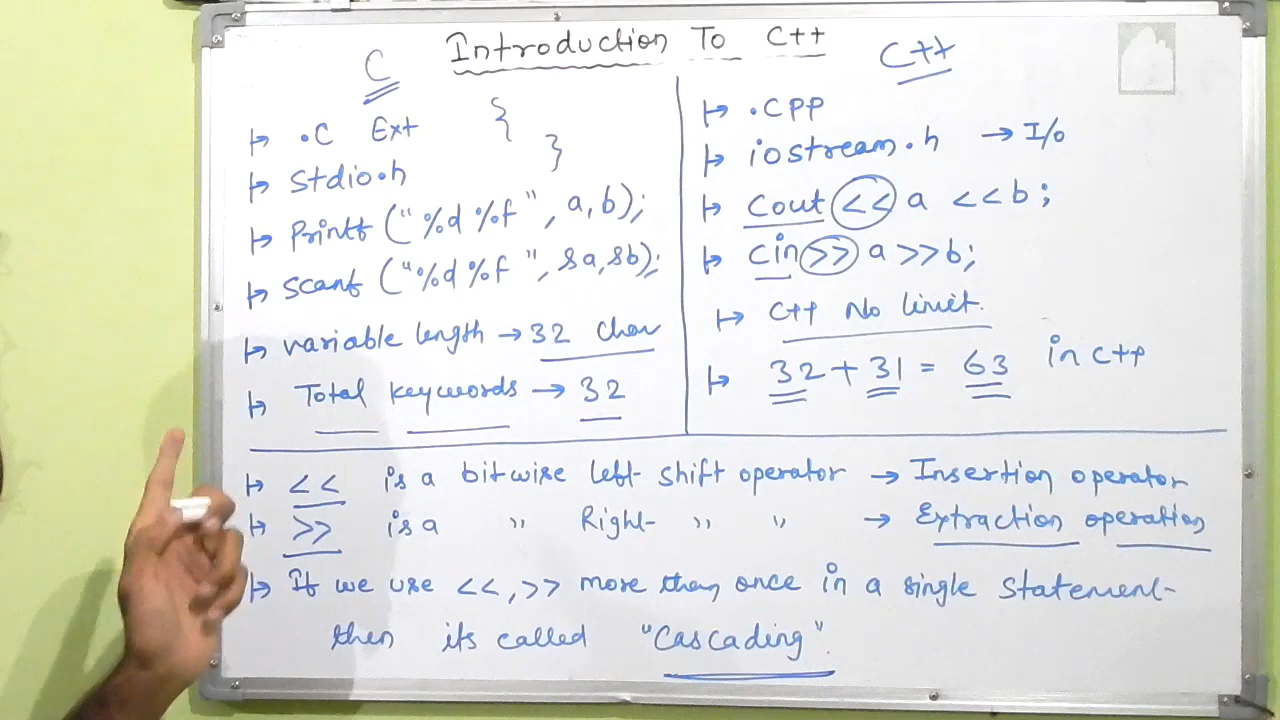 Introduction To C++
C
⊢> .C Ext { }
⊢> Stdio.h
⊢> Printf ("%d %f", a, b);
⊢> Scanf ("%d %f", &a, &b);
⊢> variable length → 32 Char
⊢> Total keywords → 32
C++
⊢> .CPP
⊢> iostream.h → I/o
⊢> Cout << a << b;
⊢> Cin >> a >> b;
⊢> C++ No limit.
⊢> 32 + 31 = 63 in C++
⊢> << is a bitwise left shift operator → Insertion operator
⊢> >> is a " Right " " → Extraction operation
⊢> If we use <<, >> more than once in a single statement
then its called "Cascading".